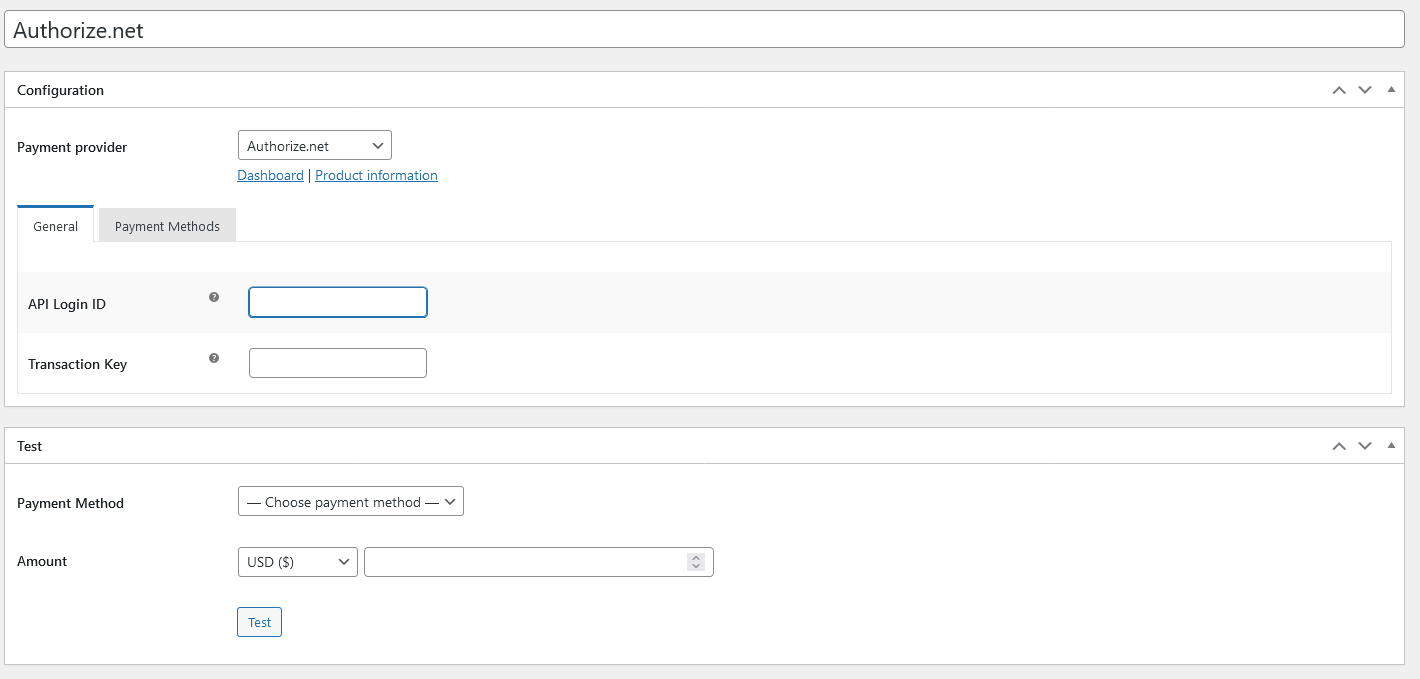 Authorize.net
Configuration
Payment provider
Authorize.net
Dashboard | Product information
General
Payment Methods
API Login ID
?
Transaction Key
?
Test
Payment Method
— Choose payment method —
Amount
USD ($)
Test